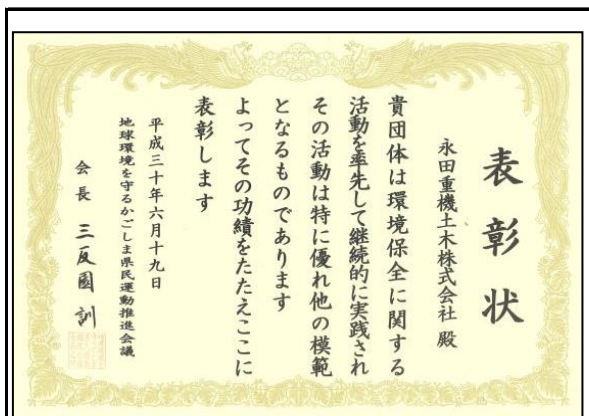 表彰状
永田重機土木株式会社 殿
貴団体は環境保全に関する
活動を率先して継続的に実践され
その活動は特に優れ他の模範
となるものであります
よってその功績をたたえここに
表彰します
平成三十年六月十九日
地球環境を守るかごしま県民運動推進会議
会長 三反園 訓